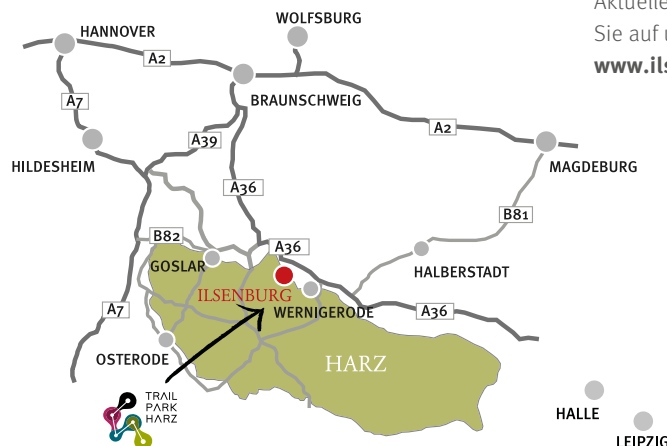 Aktuelle
Sie auf u
www.ils
WOLFSBURG
HANNOVER
A2
BRAUNSCHWEIG
A7
A39
A2
HILDESHEIM
MAGDEBURG
A36
B81
B82
A36
GOSLAR
HALBERSTADT
ILSENBURG
WERNIGERODE
A7
A36
OSTERODE
HARZ
TRAIL
PARK
HARZ
HALLE
LEIPZIG